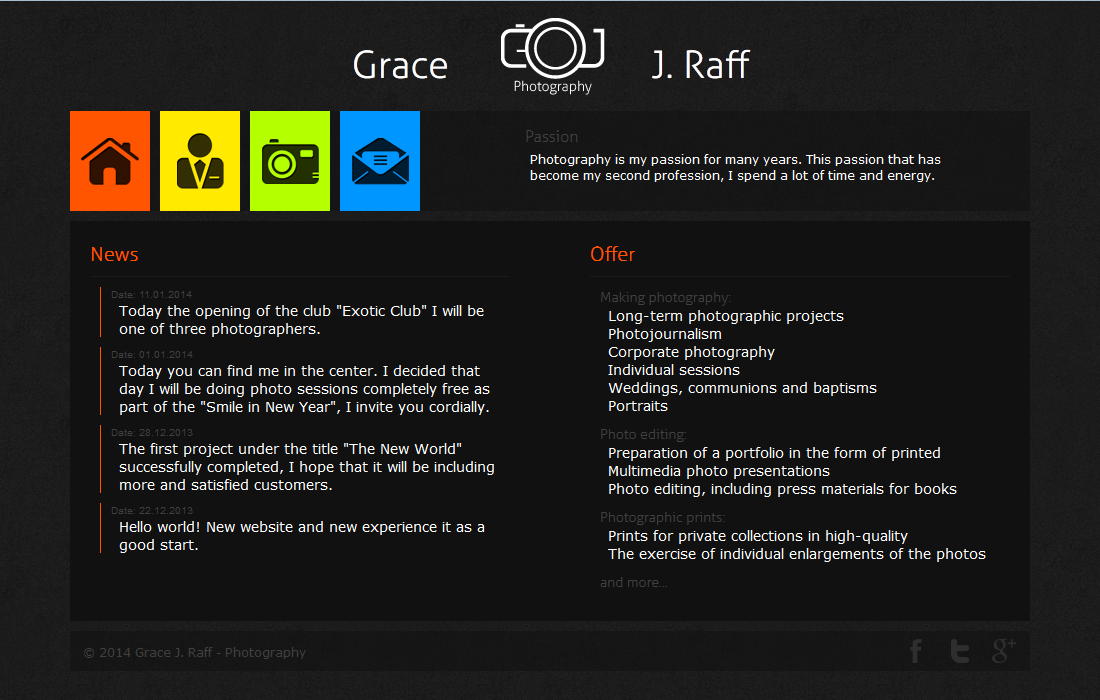 Grace
Photography
J. Raff
Passion
Photography is my passion for many years. This passion that has
become my second profession, I spend a lot of time and energy.
News
Date: 11.01.2014
Today the opening of the club "Exotic Club" I will be
one of three photographers.
Date: 01.01.2014
Today you can find me in the center. I decided that
day I will be doing photo sessions completely free as
part of the "Smile in New Year", I invite you cordially.
Date: 28.12.2013
The first project under the title "The New World"
successfully completed, I hope that it will be including
more and satisfied customers.
Date: 22.12.2013
Hello world! New website and new experience it as a
good start.
Offer
Making photography:
Long-term photographic projects
Photojournalism
Corporate photography
Individual sessions
Weddings, communions and baptisms
Portraits
Photo editing:
Preparation of a portfolio in the form of printed
Multimedia photo presentations
Photo editing, including press materials for books
Photographic prints:
Prints for private collections in high-quality
The exercise of individual enlargements of the photos
and more...
© 2014 Grace J. Raff - Photography